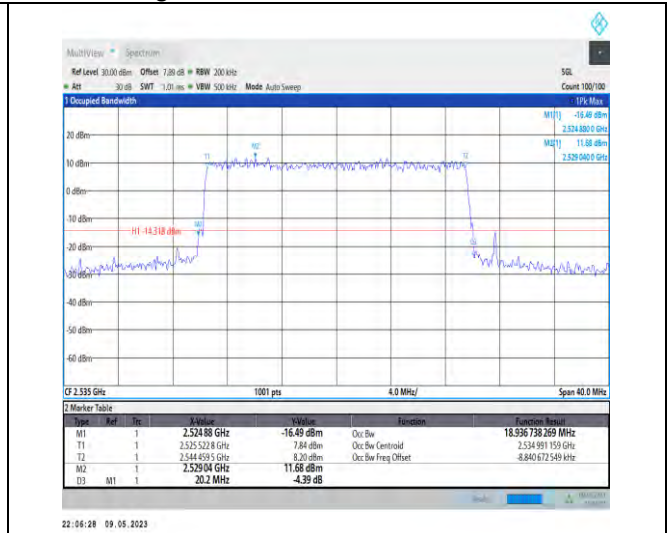 MultiView Spectrum
Ref Level 30.00 dBm Offset 7.89 dB RBW 200 kHz SGL
Att 30 dB SWT 1.01 ms VBW 500 kHz Mode Auto Sweep Count 100/100
1 Occupied Bandwidth 1Pk Max
M1[1] -16.49 dBm
2.524 880 0 GHz
M2[1] 11.68 dBm
2.529 040 0 GHz
20 dBm
M2
T1 T2
10 dBm
0 dBm
-10 dBm
H1 -14.318 dBm M1
-20 dBm
-30 dBm
-40 dBm
-50 dBm
-60 dBm
CF 2.535 GHz 1001 pts 4.0 MHz/ Span 40.0 MHz
2 Marker Table
Type Ref Trc X-Value Y-Value Function Function Result
M1 1 2.524 88 GHz -16.49 dBm Occ Bw 18.936 738 269 MHz
T1 1 2.525 522 8 GHz 7.84 dBm Occ Bw Centroid 2.534 991 159 GHz
T2 1 2.544 459 5 GHz 8.20 dBm Occ Bw Freq Offset -8.840 672 549 kHz
M2 1 2.529 04 GHz 11.68 dBm
D3 M1 1 20.2 MHz -4.39 dB
22:06:28 09.05.2023